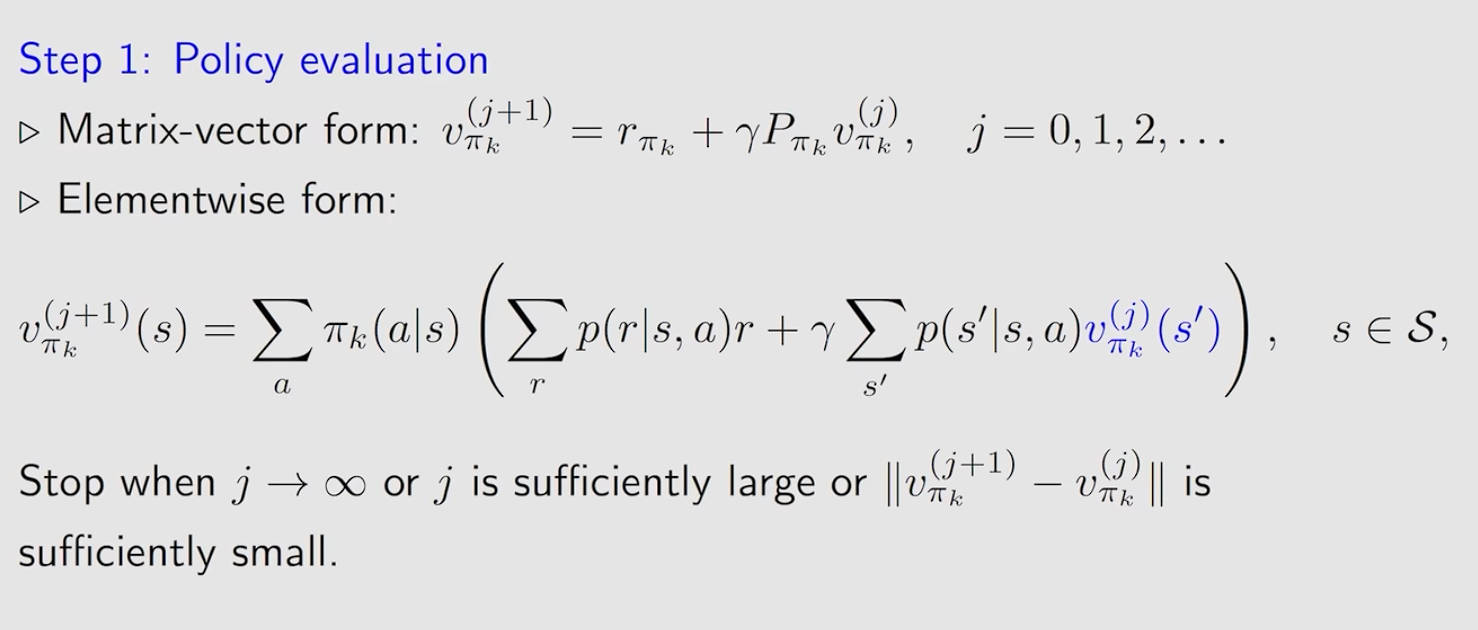 Step 1: Policy evaluation
▷ Matrix-vector form: $v_{\pi_k}^{(j+1)} = r_{\pi_k} + \gamma P_{\pi_k} v_{\pi_k}^{(j)}, \quad j = 0, 1, 2, \ldots$
▷ Elementwise form:
$v_{\pi_k}^{(j+1)}(s) = \sum_a \pi_k(a|s) \left( \sum_r p(r|s,a)r + \gamma \sum_{s'} p(s'|s,a) v_{\pi_k}^{(j)}(s') \right), \quad s \in \mathcal{S},$
Stop when $j \to \infty$ or $j$ is sufficiently large or $\|v_{\pi_k}^{(j+1)} - v_{\pi_k}^{(j)}\|$ is
sufficiently small.